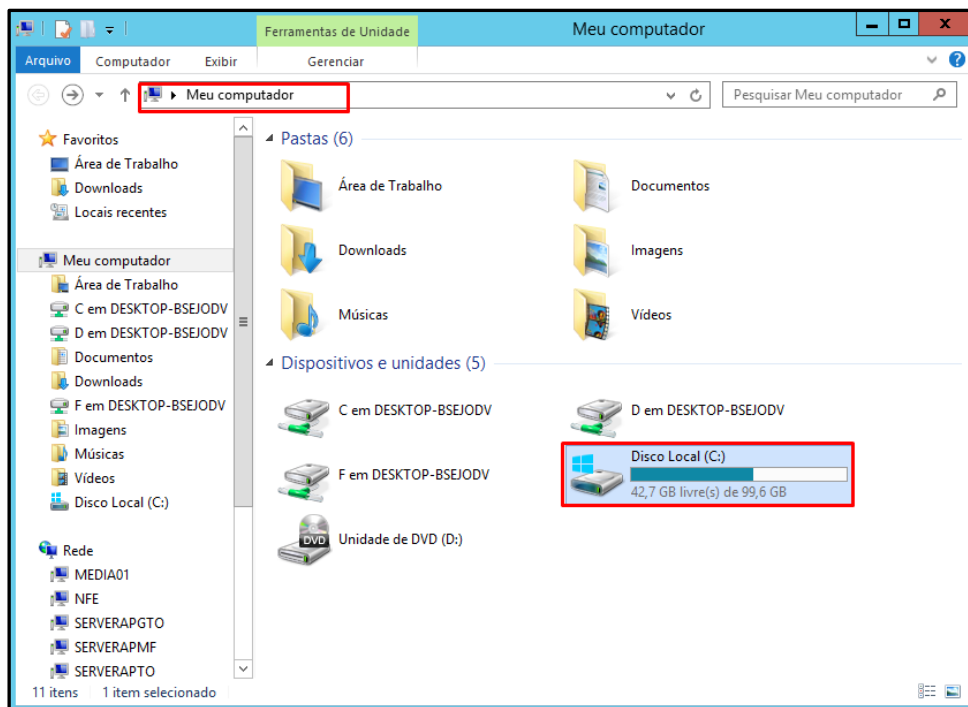 Ferramentas de Unidade
Meu computador
Arquivo
Computador
Exibir
Gerenciar
Meu computador
Pesquisar Meu computador
Favoritos
Área de Trabalho
Downloads
Locais recentes
Meu computador
Área de Trabalho
C em DESKTOP-BSEJODV
D em DESKTOP-BSEJODV
Documentos
Downloads
F em DESKTOP-BSEJODV
Imagens
Músicas
Vídeos
Disco Local (C:)
Rede
MEDIA01
NFE
SERVERAPGTO
SERVERAPMF
SERVERAPTO
Pastas (6)
Área de Trabalho
Documentos
Downloads
Imagens
Músicas
Vídeos
Dispositivos e unidades (5)
C em DESKTOP-BSEJODV
D em DESKTOP-BSEJODV
F em DESKTOP-BSEJODV
Disco Local (C:)
42,7 GB livre(s) de 99,6 GB
DVD
Unidade de DVD (D:)
11 itens
1 item selecionado